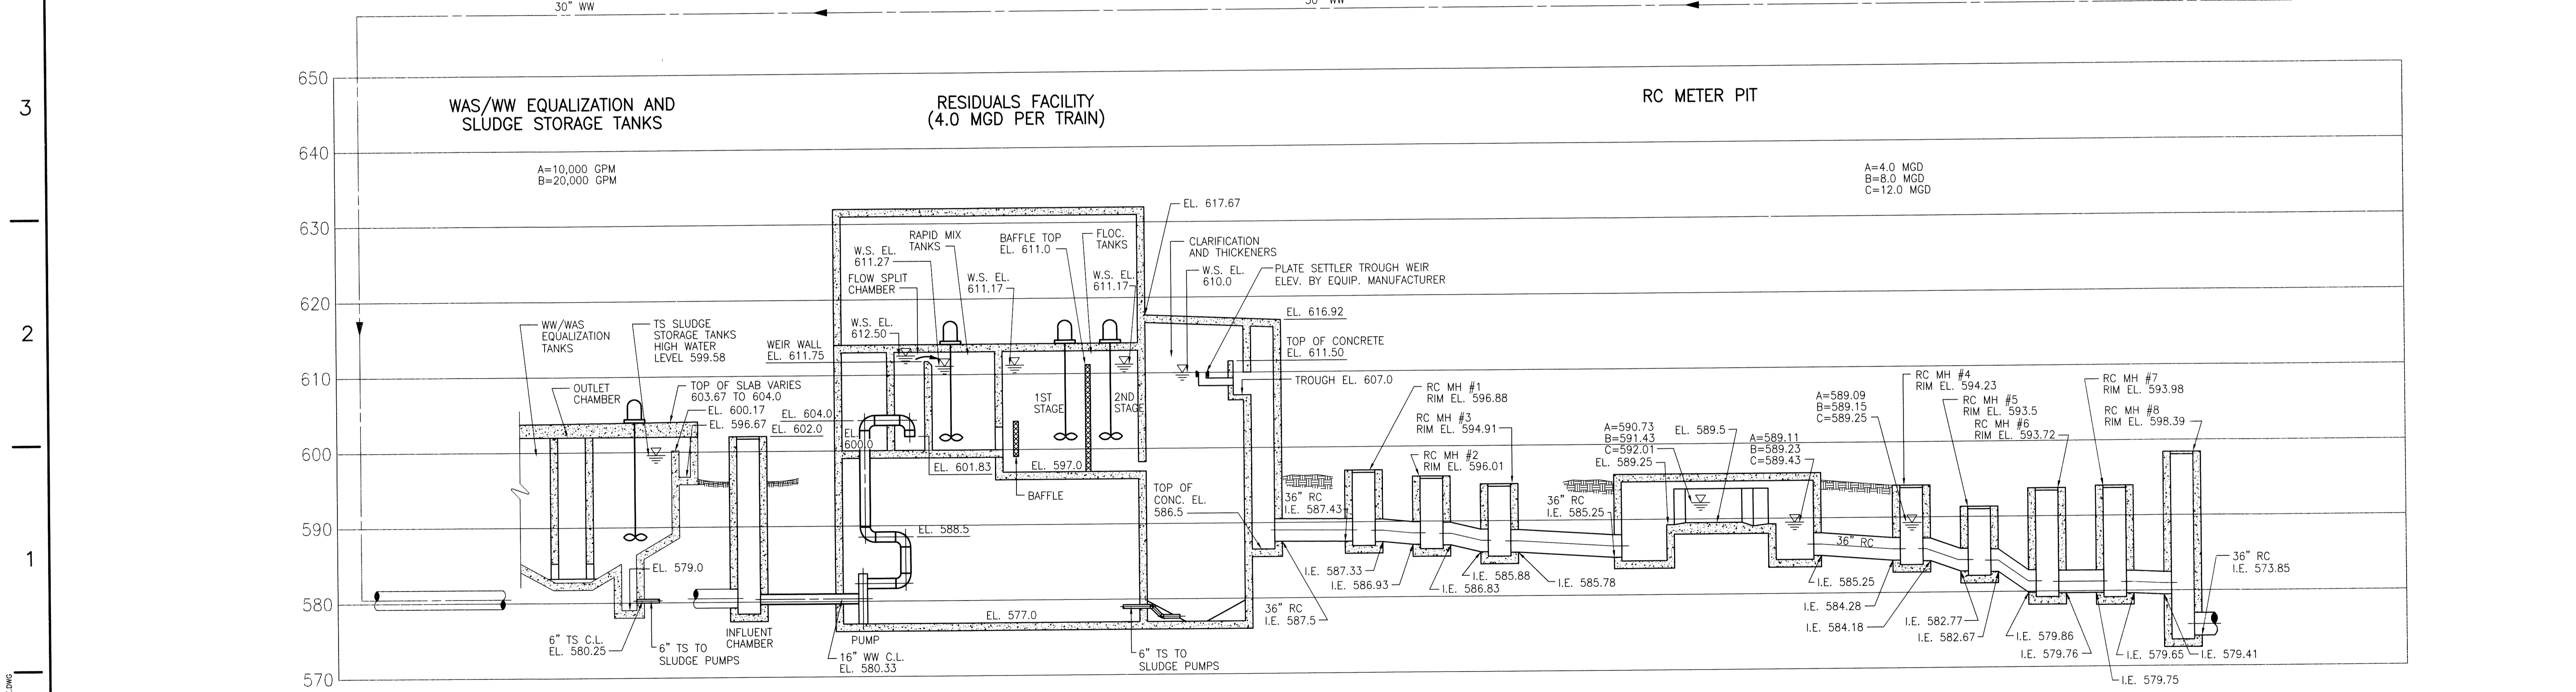 30" WW
30" WW
3
2
1
.DWG
650
640
630
620
610
600
590
580
570
WAS/WW EQUALIZATION AND
SLUDGE STORAGE TANKS
A=10,000 GPM
B=20,000 GPM
RESIDUALS FACILITY
(4.0 MGD PER TRAIN)
RC METER PIT
A=4.0 MGD
B=8.0 MGD
C=12.0 MGD
WW/WAS
EQUALIZATION
TANKS
TS SLUDGE
STORAGE TANKS
HIGH WATER
LEVEL 599.58
OUTLET
CHAMBER
TOP OF SLAB VARIES
603.67 TO 604.0
EL. 600.17
EL. 596.67
EL. 579.0
6" TS C.L.
EL. 580.25
6" TS TO
SLUDGE PUMPS
INFLUENT
CHAMBER
WEIR WALL
EL. 611.75
EL. 604.0
EL. 602.0
EL.
600.0
W.S. EL.
611.27
FLOW SPLIT
CHAMBER
W.S. EL.
612.50
RAPID MIX
TANKS
W.S. EL.
611.17
BAFFLE TOP
EL. 611.0
FLOC.
TANKS
W.S. EL.
611.17
1ST
STAGE
2ND
STAGE
EL. 601.83
EL. 597.0
BAFFLE
EL. 588.5
EL. 577.0
PUMP
16" WW C.L.
EL. 580.33
6" TS TO
SLUDGE PUMPS
EL. 617.67
CLARIFICATION
AND THICKENERS
W.S. EL.
610.0
PLATE SETTLER TROUGH WEIR
ELEV. BY EQUIP. MANUFACTURER
EL. 616.92
TOP OF CONCRETE
EL. 611.50
TROUGH EL. 607.0
TOP OF
CONC. EL.
586.5
36" RC
I.E. 587.43
36" RC
I.E. 587.5
RC MH #1
RIM EL. 596.88
RC MH #3
RIM EL. 594.91
RC MH #2
RIM EL. 596.01
I.E. 587.33
I.E. 586.93
I.E. 586.83
I.E. 585.88
I.E. 585.78
36" RC
I.E. 585.25
A=590.73
B=591.43
C=592.01
EL. 589.25
EL. 589.5
A=589.11
B=589.23
C=589.43
A=589.09
B=589.15
C=589.25
36" RC
I.E. 585.25
I.E. 584.28
I.E. 584.18
RC MH #4
RIM EL. 594.23
RC MH #5
RIM EL. 593.5
RC MH #6
RIM EL. 593.72
RC MH #7
RIM EL. 593.98
RC MH #8
RIM EL. 598.39
I.E. 582.77
I.E. 582.67
I.E. 579.86
I.E. 579.76
I.E. 579.65
I.E. 579.75
I.E. 579.41
36" RC
I.E. 573.85